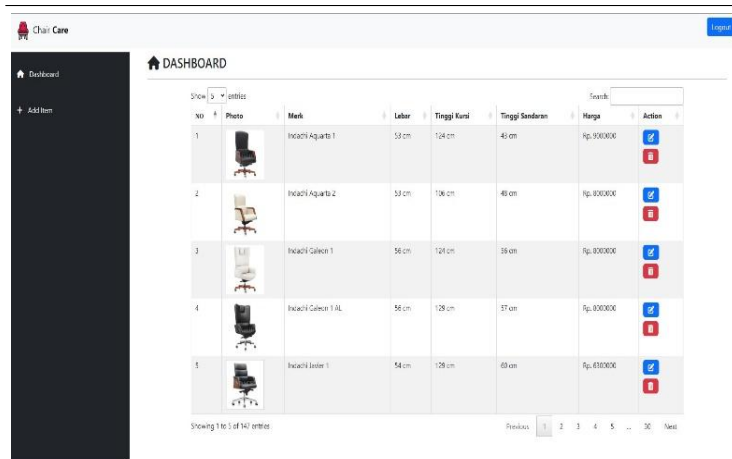 Chair Care
Logout
Dashboard
+ Add Item
DASHBOARD
Show 5 entries
Search:
NO Photo Merk Lebar Tinggi Kursi Tinggi Sandaran Harga Action
1 Indachi Aquarta 1 53 cm 124 cm 43 cm Rp. 9000000
2 Indachi Aquarta 2 53 cm 106 cm 48 cm Rp. 8000000
3 Indachi Galeon 1 56 cm 124 cm 56 cm Rp. 8000000
4 Indachi Galeon 1 AL 56 cm 129 cm 57 cm Rp. 8000000
5 Indachi 1 54 cm 129 cm 60 cm Rp. 6300000
Showing 1 to 5 of 147 entries
Previous 1 2 3 4 5 ... 30 Next